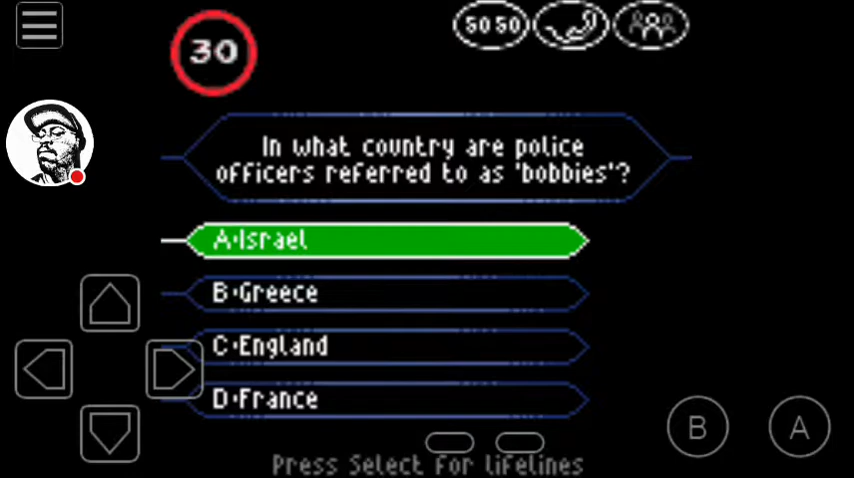 30
50 50
In what country are police
officers referred to as 'bobbies'?
A•Israel
B•Greece
C•England
D•France
B
A
Press Select for lifelines